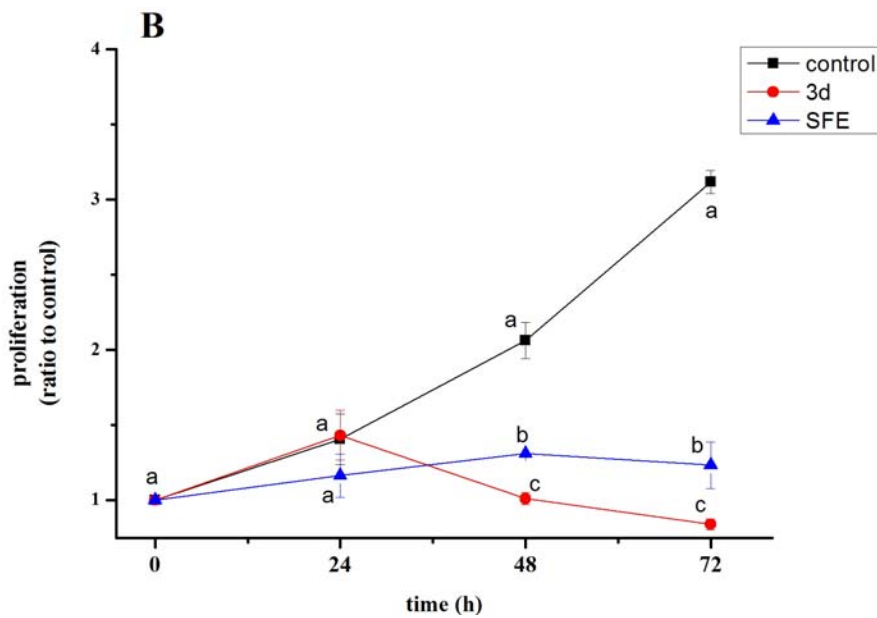 B
4
control
3d
SFE
3
a
proliferation
(ratio to control)
a
2
a
b
b
a
a
c
c
1
0
24
48
72
time (h)